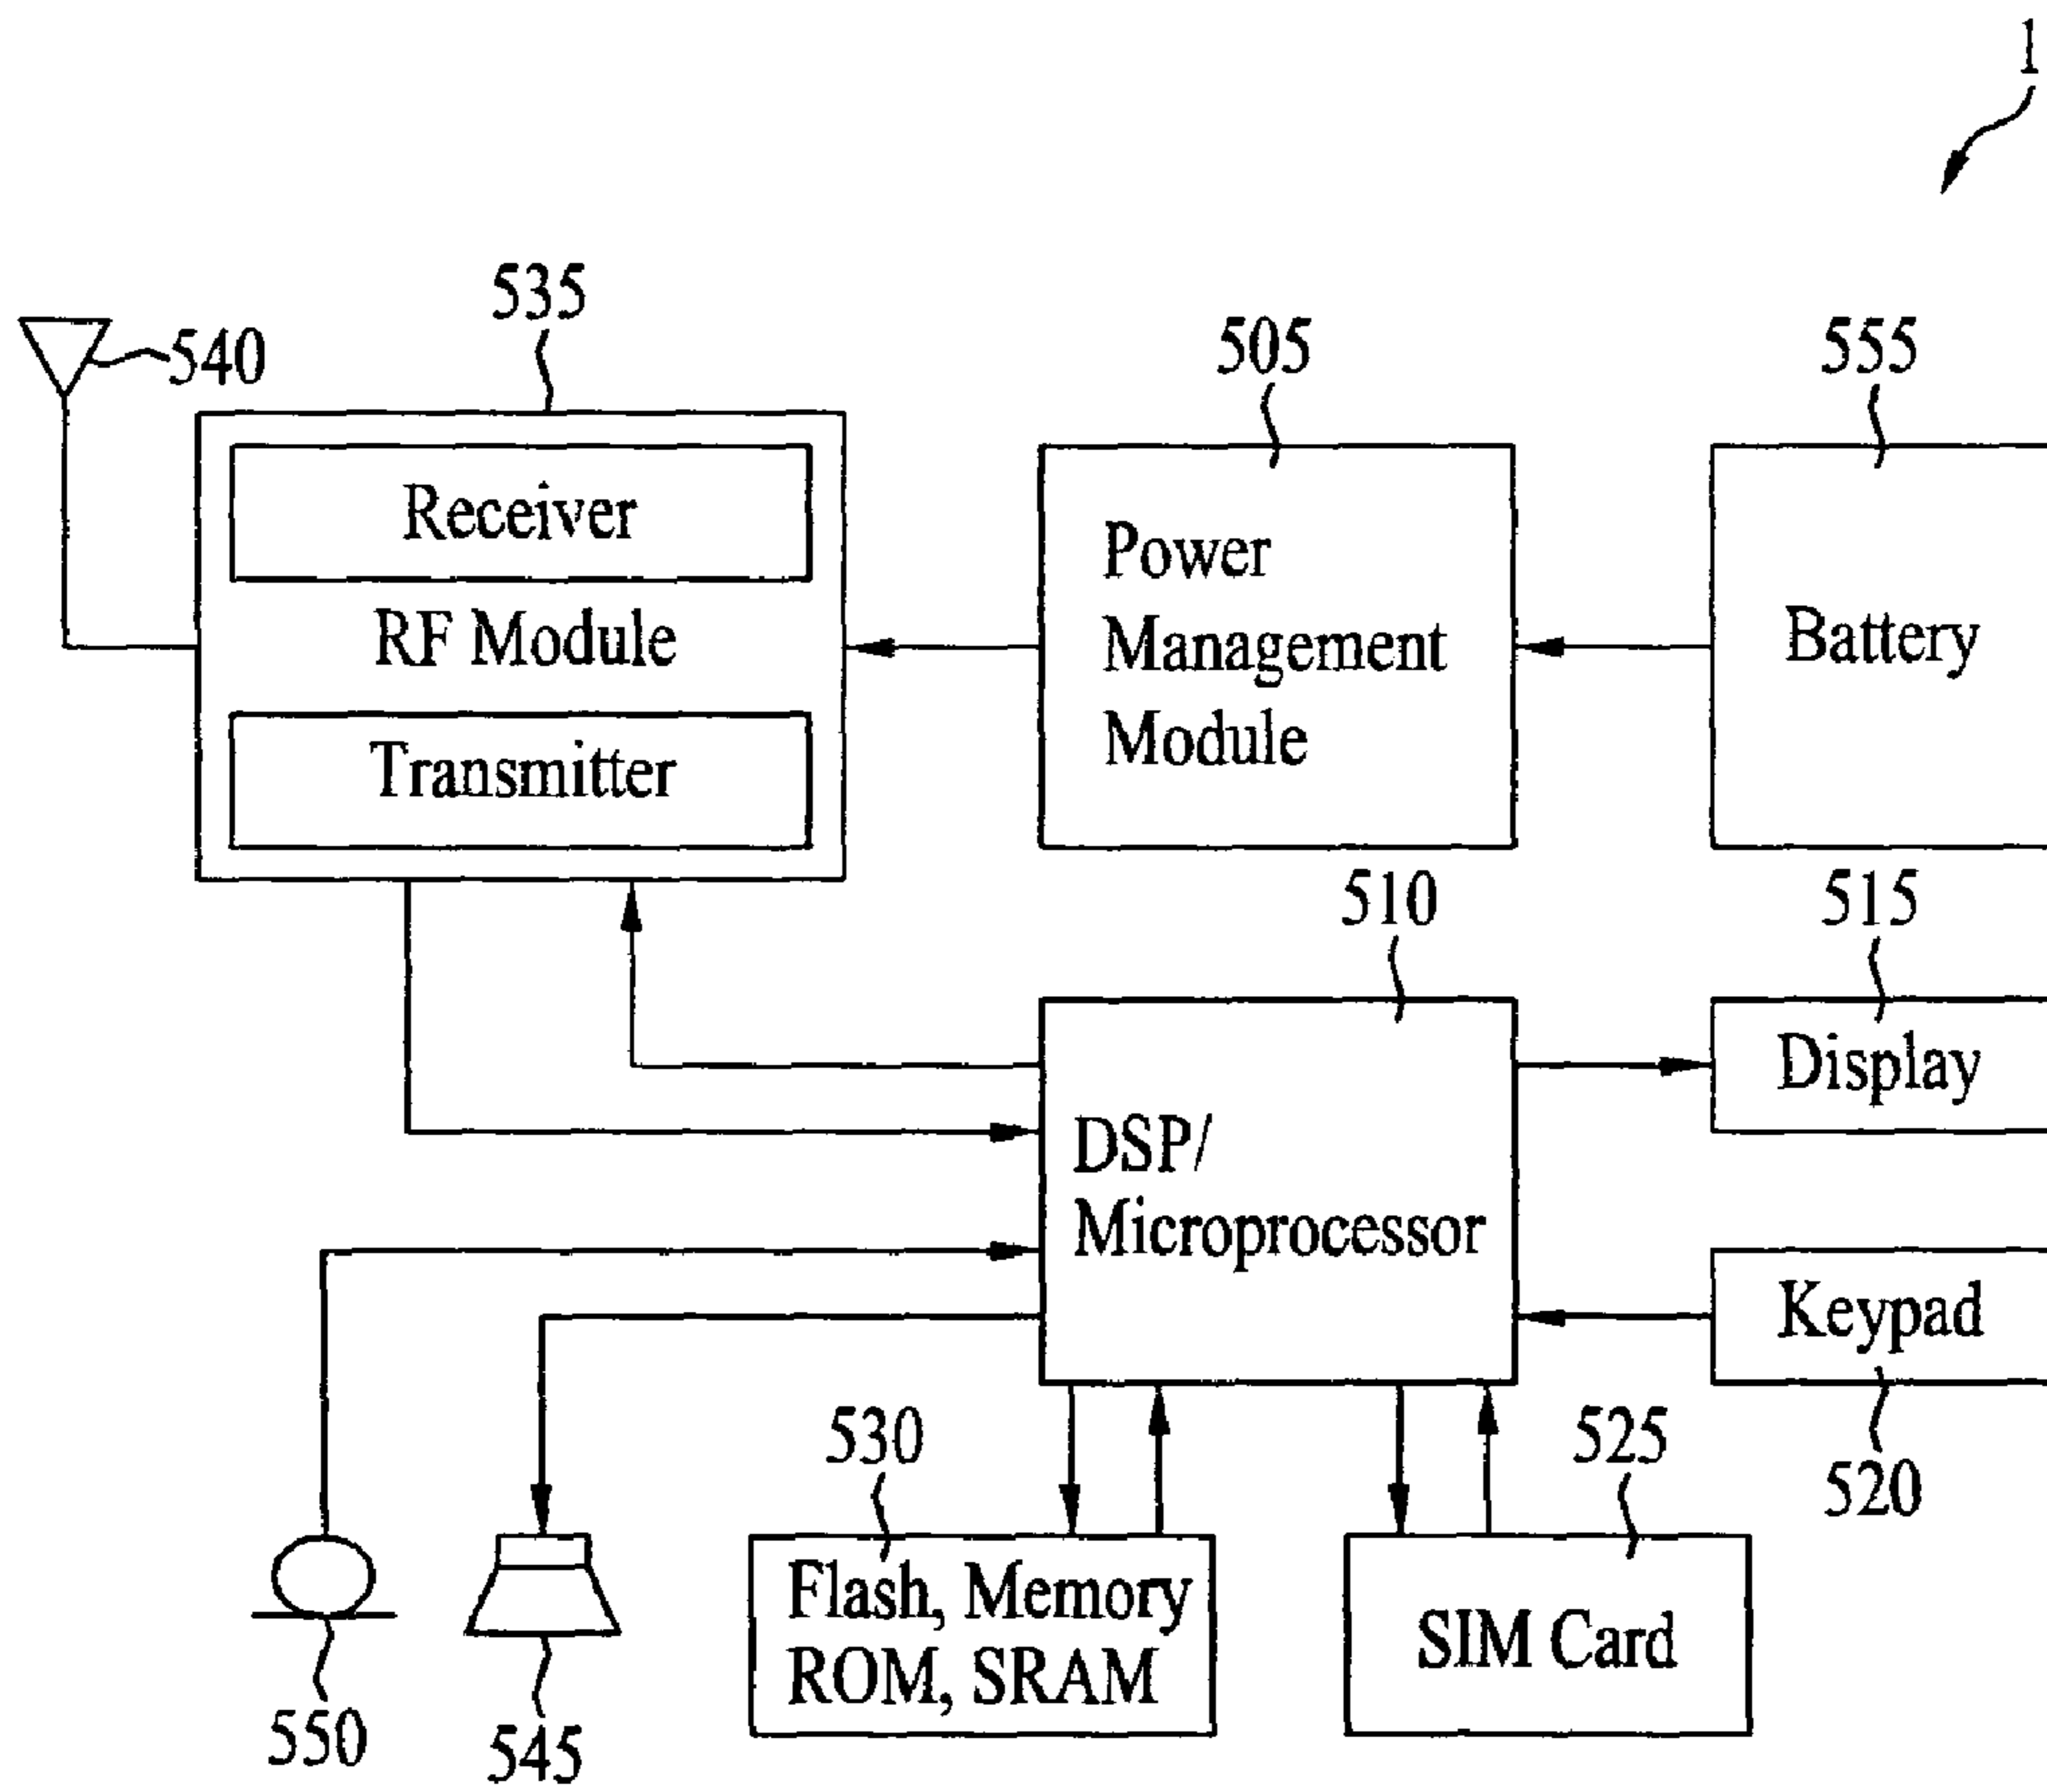 1
535
540
505
555
Receiver
RF Module
Transmitter
Power
Management
Module
Battery
510
515
Display
DSP/
Microprocessor
Keypad
520
530
525
Flash, Memory
ROM, SRAM
SIM Card
550
545